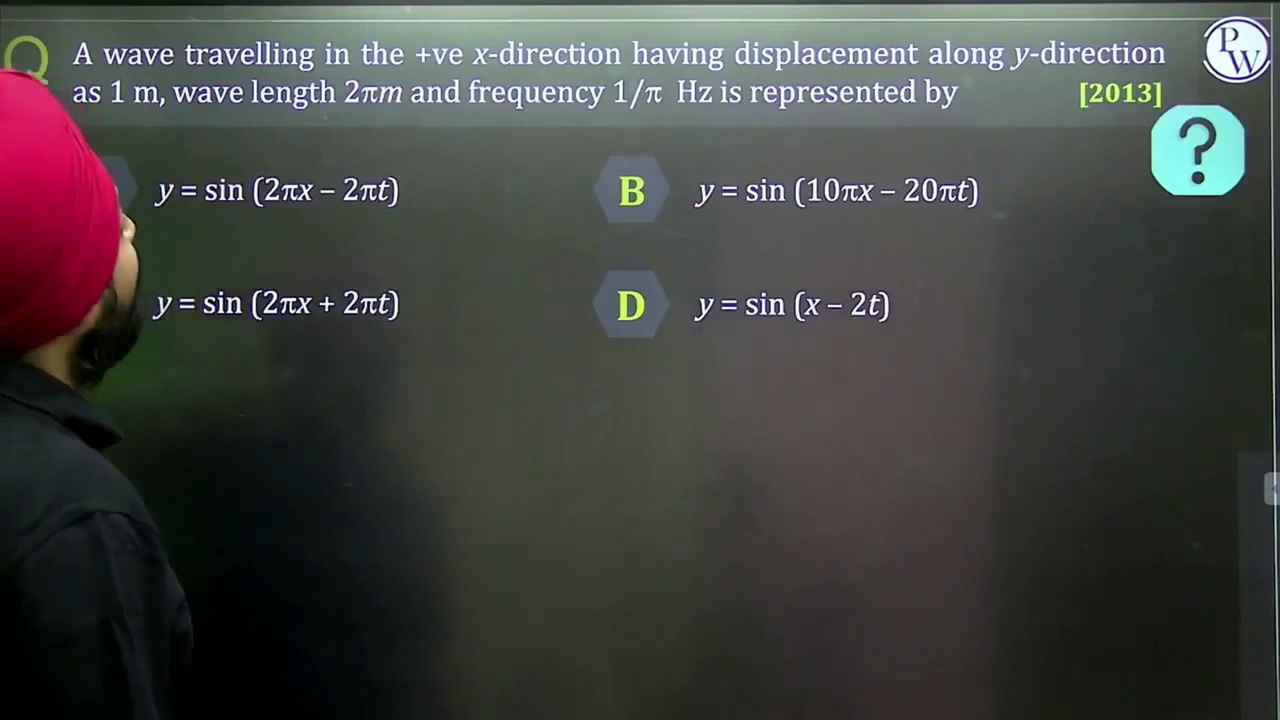 Q
A wave travelling in the +ve x-direction having displacement along y-direction
as 1 m, wave length 2πm and frequency 1/π Hz is represented by [2013]
PW
?
y = sin (2πx – 2πt)
B y = sin (10πx – 20πt)
y = sin (2πx + 2πt)
D y = sin (x – 2t)